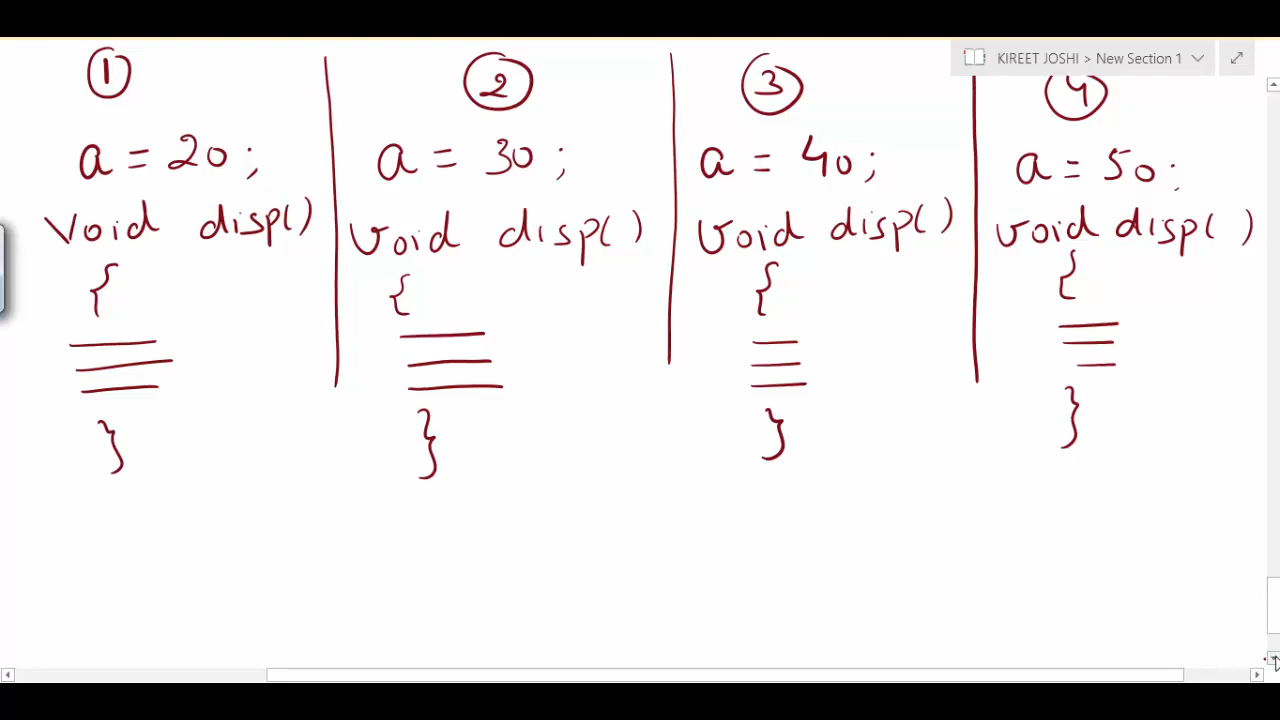 KIREET JOSHI > New Section 1
1
a = 20;
void disp()
{
}
2
a = 30;
void disp()
{
}
3
a = 40;
void disp()
{
}
4
a = 50;
void disp()
{
}